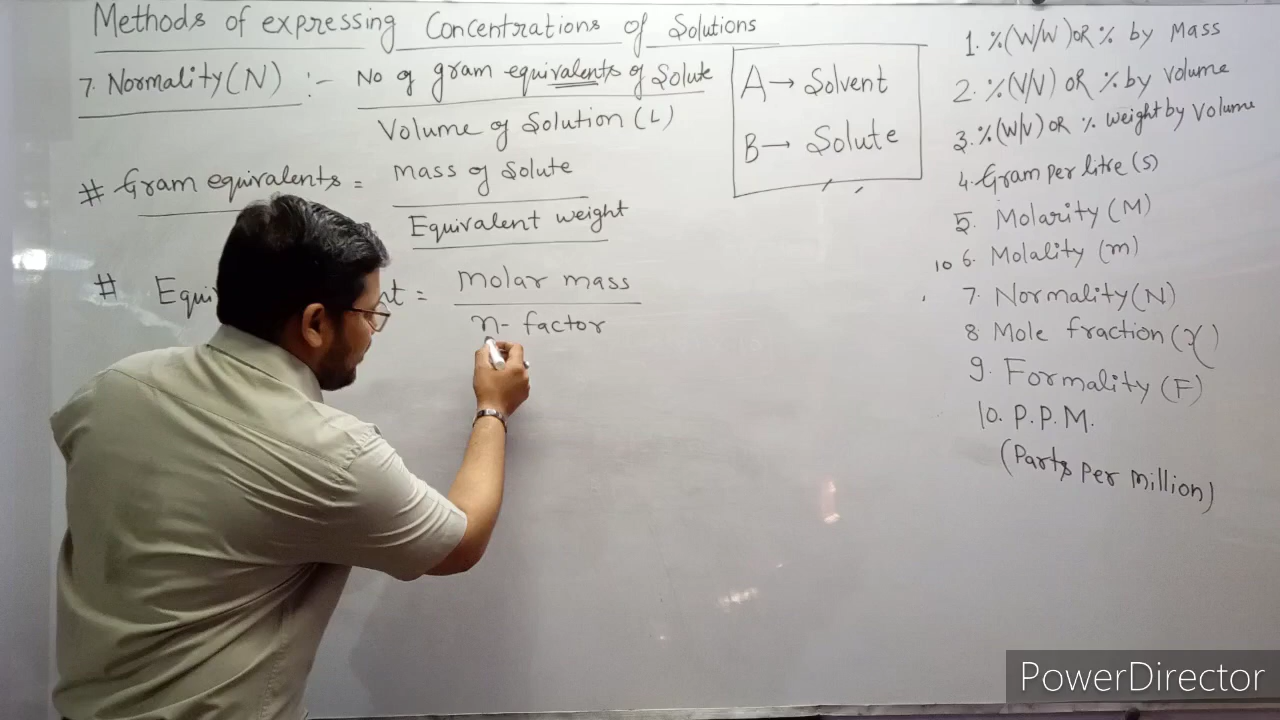 Methods of expressing Concentrations of Solutions
7. Normality (N) :- No of gram equivalents of Solute
Volume of Solution (L)
# Gram equivalents = Mass of Solute
Equivalent weight
# Equi nt = Molar mass
n-factor
A → Solvent
B → Solute
1. %(W/W) OR % by Mass
2. %(V/V) OR % by Volume
3. %(W/V) OR % weight by Volume
4. Gram per litre (S)
5. Molarity (M)
10 6. Molality (m)
7. Normality (N)
8 Mole fraction (χ)
9. Formality (F)
10. P.P.M.
(Parts per million)
PowerDirector